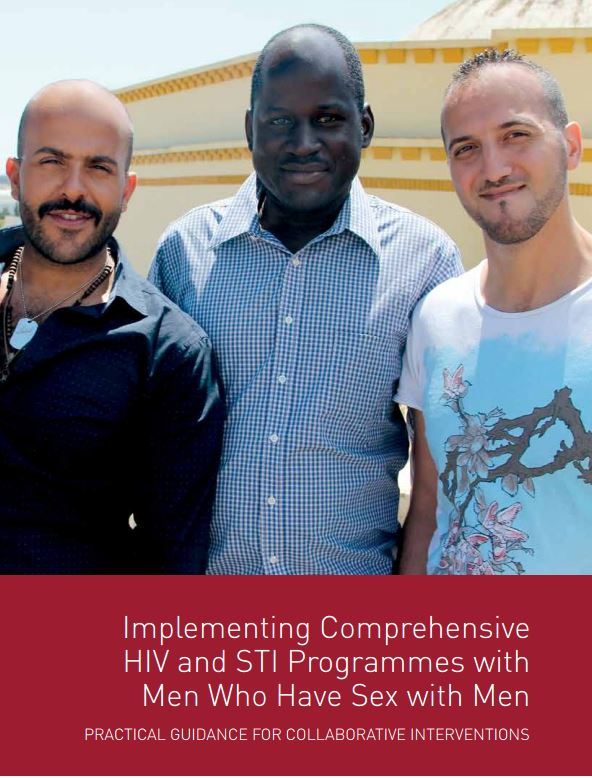 Implementing Comprehensive
HIV and STI Programmes with
Men Who Have Sex with Men
PRACTICAL GUIDANCE FOR COLLABORATIVE INTERVENTIONS